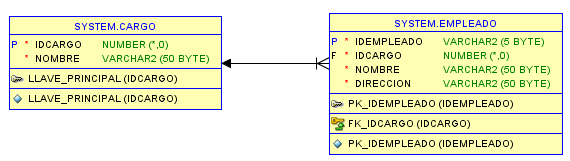 SYSTEM.CARGO
P * IDCARGO NUMBER (*,0)
* NOMBRE VARCHAR2 (50 BYTE)
LLAVE_PRINCIPAL (IDCARGO)
LLAVE_PRINCIPAL (IDCARGO)
SYSTEM.EMPLEADO
P * IDEMPLEADO VARCHAR2 (5 BYTE)
F * IDCARGO NUMBER (*,0)
* NOMBRE VARCHAR2 (50 BYTE)
* DIRECCION VARCHAR2 (50 BYTE)
PK_IDEMPLEADO (IDEMPLEADO)
FK_IDCARGO (IDCARGO)
PK_IDEMPLEADO (IDEMPLEADO)